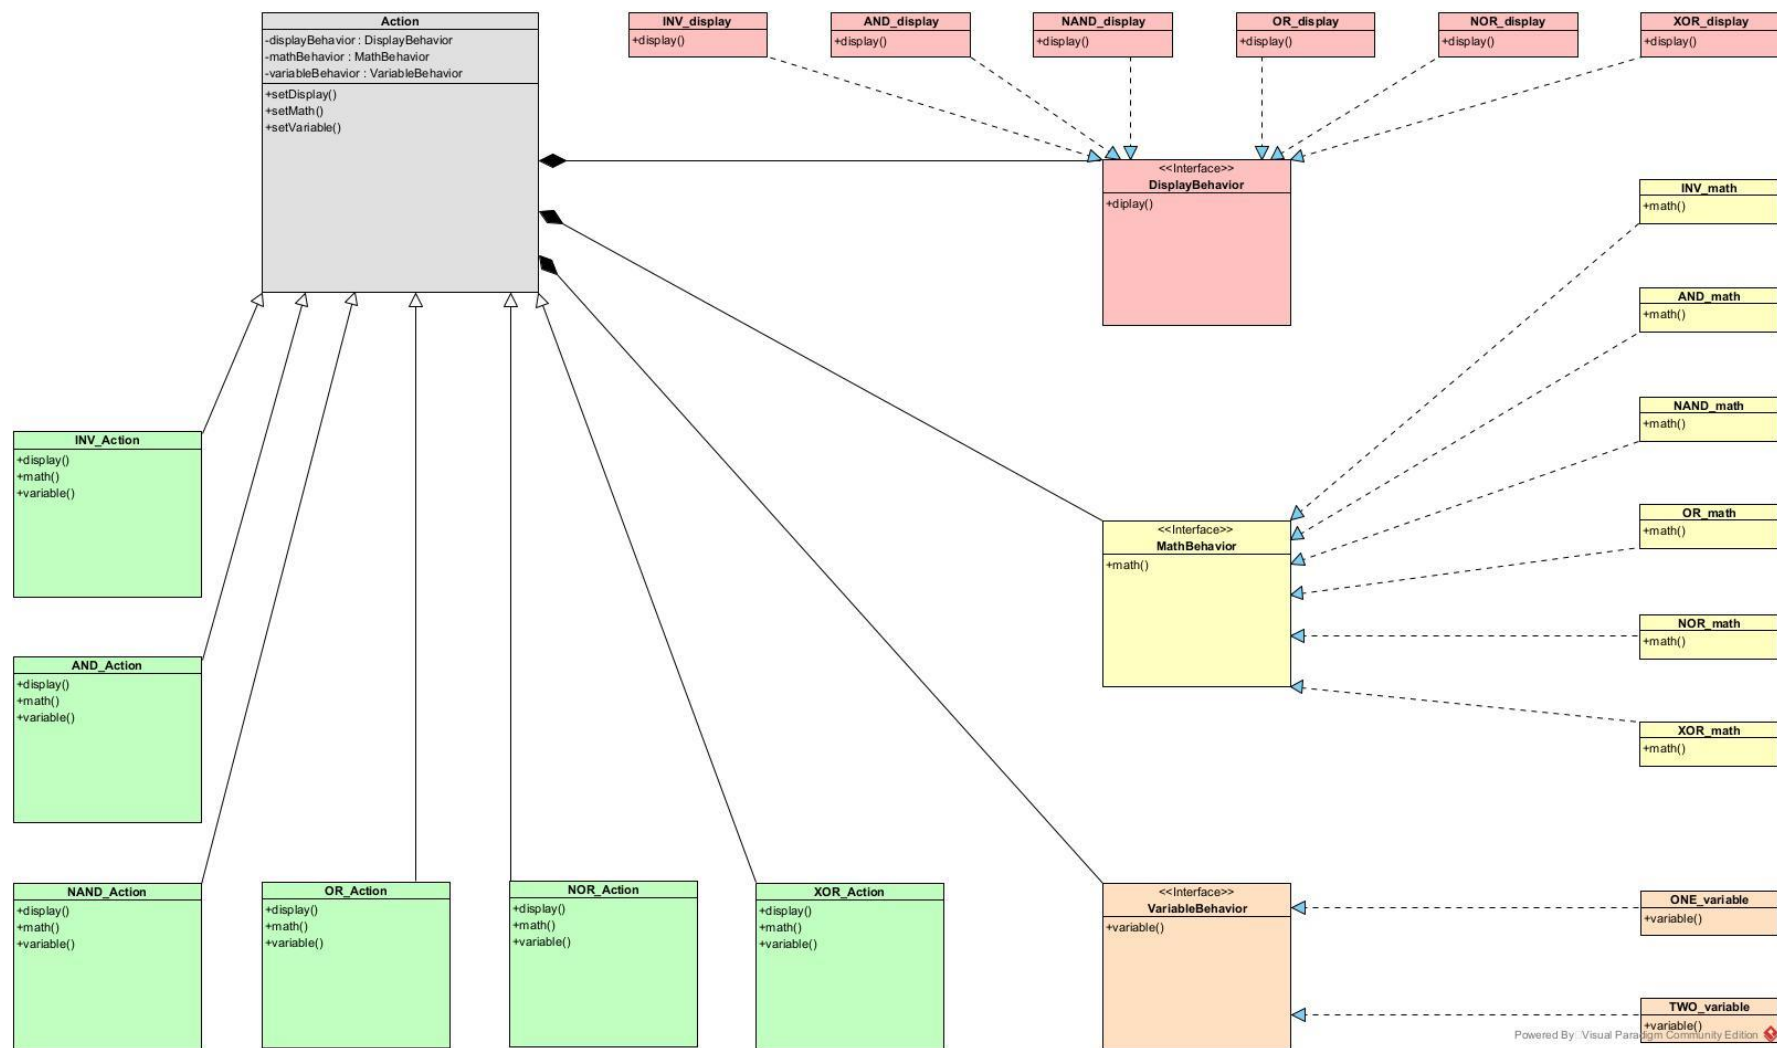 Action
-displayBehavior : DisplayBehavior
-mathBehavior : MathBehavior
-variableBehavior : VariableBehavior
+setDisplay()
+setMath()
+setVariable()
INV_display
+display()
AND_display
+display()
NAND_display
+display()
OR_display
+display()
NOR_display
+display()
XOR_display
+display()
<<Interface>>
DisplayBehavior
+diplay()
INV_math
+math()
AND_math
+math()
NAND_math
+math()
OR_math
+math()
NOR_math
+math()
XOR_math
+math()
<<Interface>>
MathBehavior
+math()
INV_Action
+display()
+math()
+variable()
AND_Action
+display()
+math()
+variable()
NAND_Action
+display()
+math()
+variable()
OR_Action
+display()
+math()
+variable()
NOR_Action
+display()
+math()
+variable()
XOR_Action
+display()
+math()
+variable()
<<Interface>>
VariableBehavior
+variable()
ONE_variable
+variable()
TWO_variable
+variable()
Powered By Visual Paradigm Community Edition